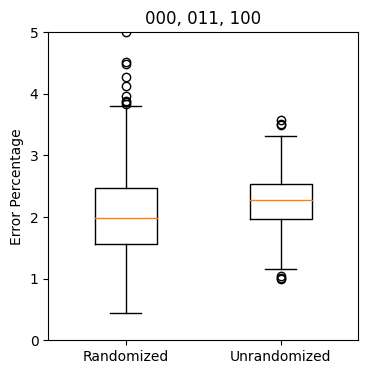 000, 011, 100
Error Percentage
5
4
3
2
1
0
Randomized
Unrandomized